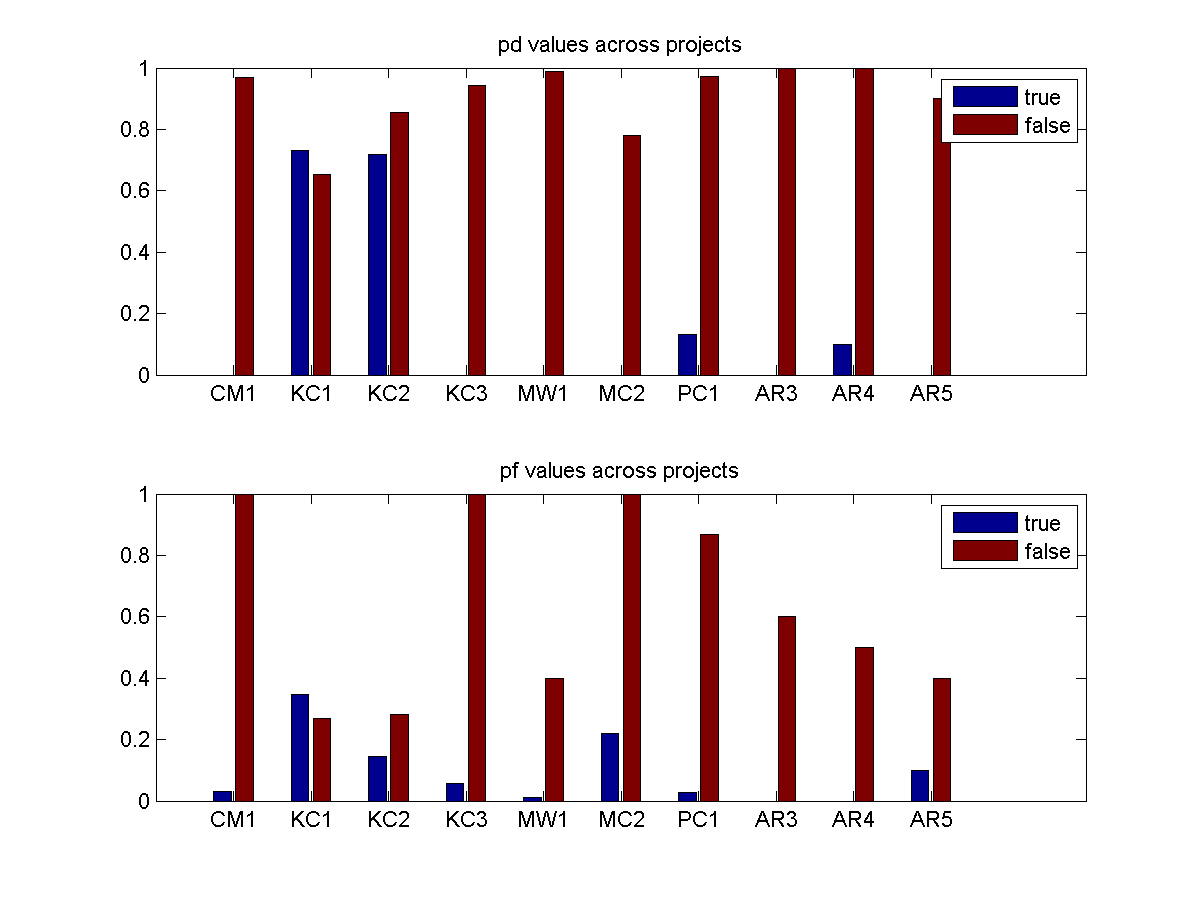 pd values across projects
1
0.8
0.6
0.4
0.2
0
true
false
CM1 KC1 KC2 KC3 MW1 MC2 PC1 AR3 AR4 AR5
pf values across projects
1
0.8
0.6
0.4
0.2
0
true
false
CM1 KC1 KC2 KC3 MW1 MC2 PC1 AR3 AR4 AR5